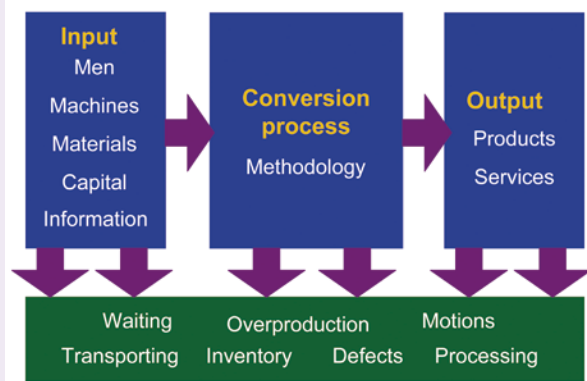 Input
Men
Machines
Materials
Capital
Information
Conversion
process
Methodology
Output
Products
Services
Waiting Overproduction Motions
Transporting Inventory Defects Processing